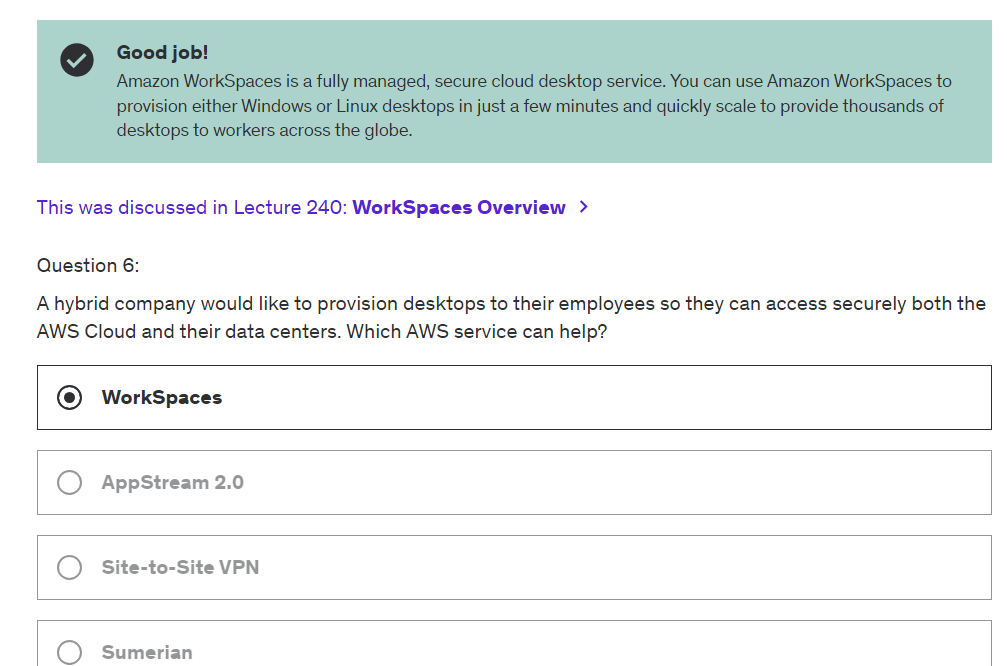 Good job!
Amazon WorkSpaces is a fully managed, secure cloud desktop service. You can use Amazon WorkSpaces to
provision either Windows or Linux desktops in just a few minutes and quickly scale to provide thousands of
desktops to workers across the globe.
This was discussed in Lecture 240: WorkSpaces Overview >
Question 6:
A hybrid company would like to provision desktops to their employees so they can access securely both the
AWS Cloud and their data centers. Which AWS service can help?
WorkSpaces
AppStream 2.0
Site-to-Site VPN
Sumerian